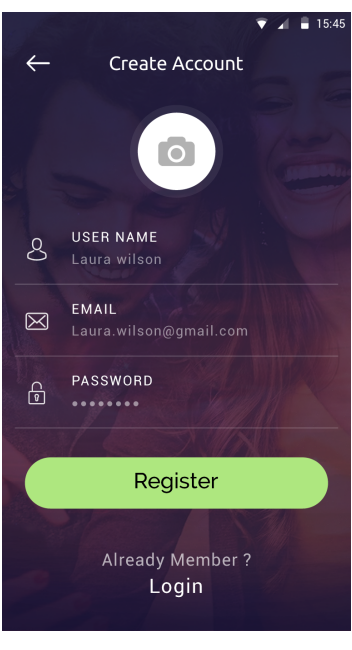 15:45
Create Account
USER NAME
Laura wilson
EMAIL
Laura.wilson@gmail.com
PASSWORD
Register
Already Member ?
Login